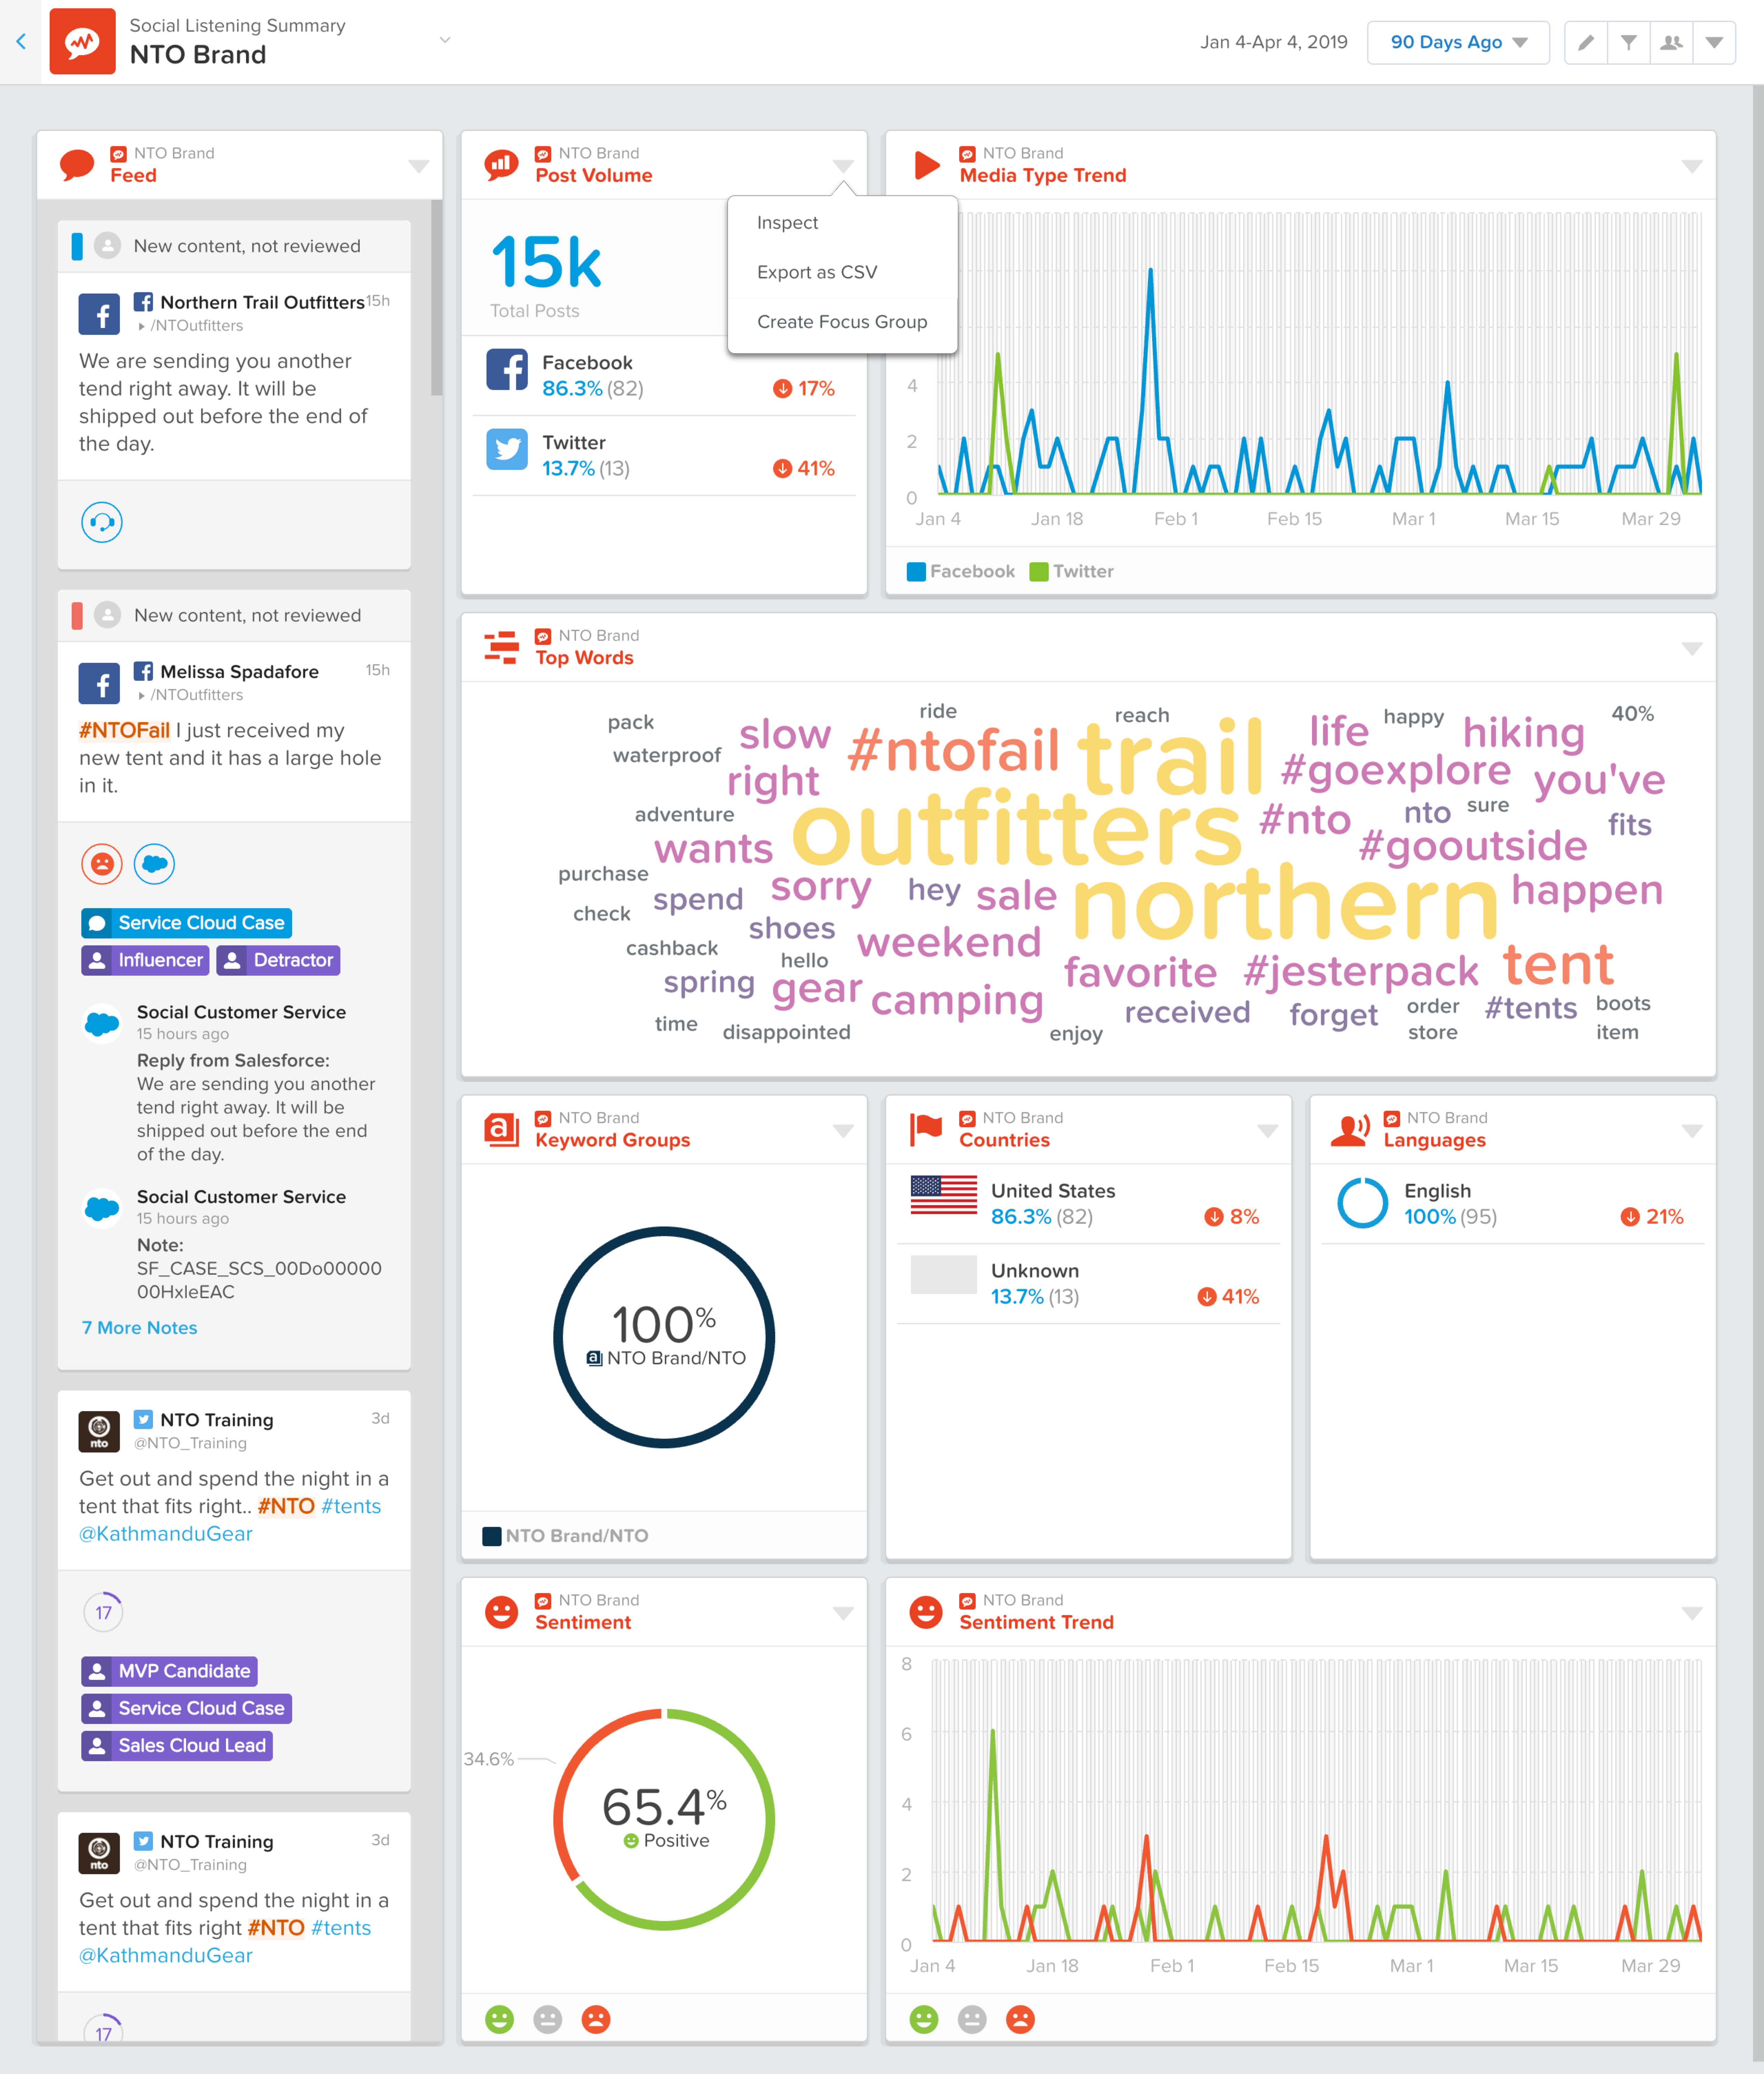 Social Listening Summary
NTO Brand
Jan 4-Apr 4, 2019
90 Days Ago
NTO Brand
Feed
New content, not reviewed
Northern Trail Outfitters 15h
/NTOutfitters
We are sending you another
tend right away. It will be
shipped out before the end of
the day.
New content, not reviewed
Melissa Spadafore 15h
/NTOutfitters
#NTOFail I just received my
new tent and it has a large hole
in it.
Service Cloud Case
Influencer Detractor
Social Customer Service
15 hours ago
Reply from Salesforce:
We are sending you another
tend right away. It will be
shipped out before the end
of the day.
Social Customer Service
15 hours ago
Note:
SF_CASE_SCS_00Do00000
00HxleEAC
7 More Notes
nto
NTO Training 3d
@NTO_Training
Get out and spend the night in a
tent that fits right.. #NTO #tents
@KathmanduGear
17
MVP Candidate
Service Cloud Case
Sales Cloud Lead
nto
NTO Training 3d
@NTO_Training
Get out and spend the night in a
tent that fits right #NTO #tents
@KathmanduGear
17
NTO Brand
Post Volume
15k
Total Posts
Inspect
Export as CSV
Create Focus Group
Facebook
86.3% (82) 17%
Twitter
13.7% (13) 41%
NTO Brand
Media Type Trend
4
2
0
Jan 4 Jan 18 Feb 1 Feb 15 Mar 1 Mar 15 Mar 29
Facebook Twitter
NTO Brand
Top Words
pack slow ride #ntofail reach trail life happy hiking 40%
waterproof right #goexplore you've
adventure outfitters #nto nto sure fits
wants #gooutside
purchase spend sorry hey sale northern happen
check shoes
cashback hello weekend favorite #jesterpack tent
spring gear camping received forget order #tents boots
time disappointed enjoy store item
NTO Brand
Keyword Groups
100%
a NTO Brand/NTO
NTO Brand/NTO
NTO Brand
Countries
United States
86.3% (82) 8%
Unknown
13.7% (13) 41%
NTO Brand
Languages
English
100% (95) 21%
NTO Brand
Sentiment
34.6%
65.4%
Positive
NTO Brand
Sentiment Trend
8
6
4
2
0
Jan 4 Jan 18 Feb 1 Feb 15 Mar 1 Mar 15 Mar 29